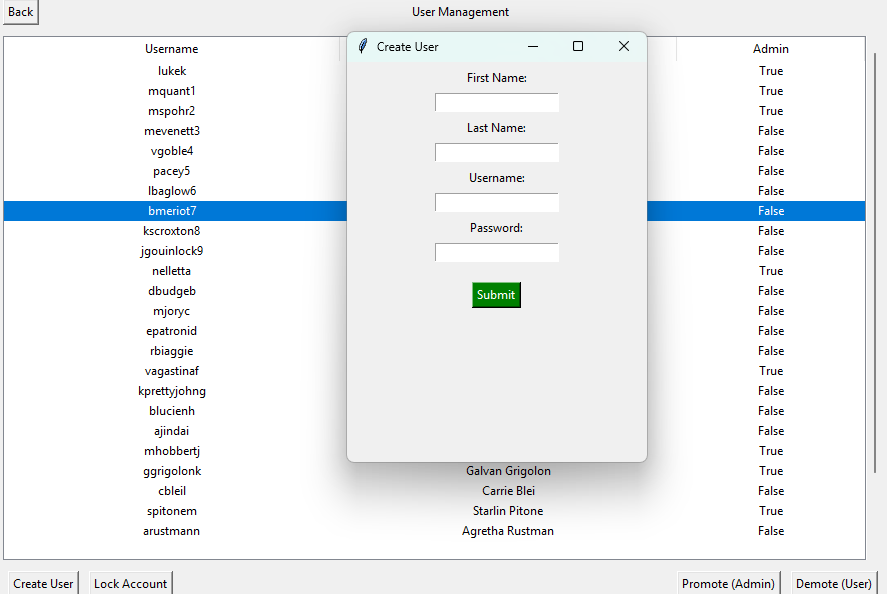 Back
User Management
Username
Admin
Create User
First Name:
Last Name:
Username:
Password:
Submit
lukek True
mquant1 True
mspohr2 True
mevenett3 False
vgoble4 False
pacey5 False
lbaglow6 False
bmeriot7 False
kscroxton8 False
jgouinlock9 False
nelletta True
dbudgeb False
mjoryc False
epatronid False
rbiaggie False
vagastinaf True
kprettyjohng False
blucienh False
ajindai False
mhobbertj True
ggrigolonk Galvan Grigolon True
cbleil Carrie Blei False
spitonem Starlin Pitone True
arustmann Agretha Rustman False
Create User
Lock Account
Promote (Admin)
Demote (User)